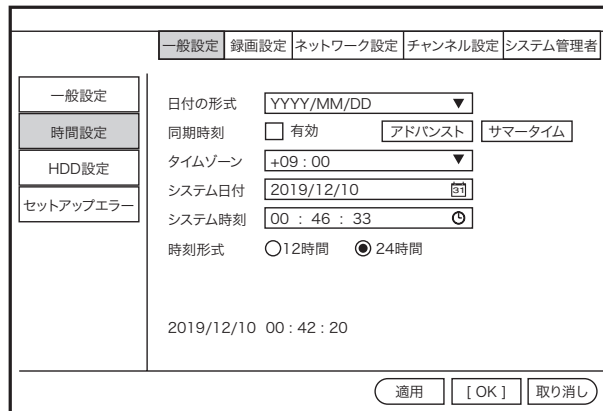 一般設定 録画設定 ネットワーク設定 チャンネル設定 システム管理者
一般設定
時間設定
HDD設定
セットアップエラー
日付の形式 YYYY/MM/DD ▼
同期時刻 有効 アドバンスト サマータイム
タイムゾーン +09 : 00 ▼
システム日付 2019/12/10 31
システム時刻 00 : 46 : 33
時刻形式 12時間 24時間
2019/12/10 00 : 42 : 20
適用 [ OK ] 取り消し